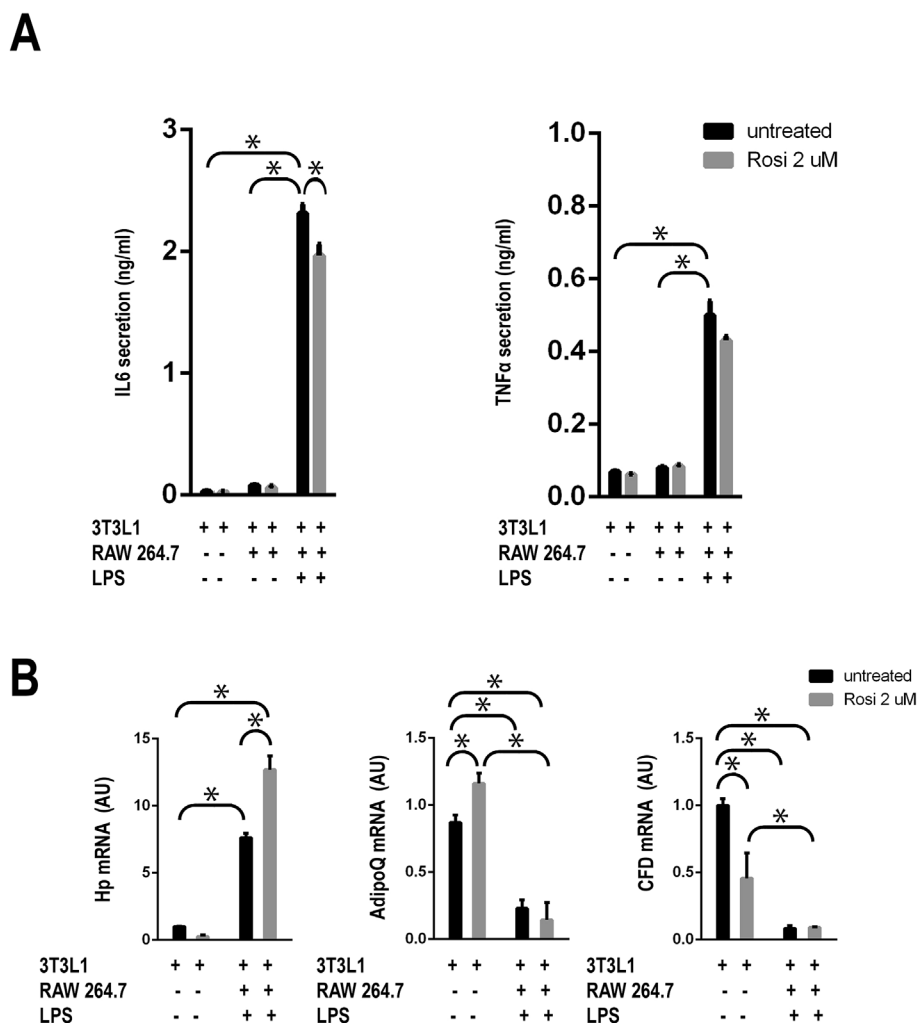 A
untreated
Rosi 2 uM
IL6 secretion (ng/ml)
3
2
1
0
* * *
3T3L1 + + + + + +
RAW 264.7 - - + + + +
LPS - - - - + +
TNFα secretion (ng/ml)
1.0
0.8
0.6
0.4
0.2
0.0
* *
3T3L1 + + + + + +
RAW 264.7 - - + + + +
LPS - - - - + +
B
untreated
Rosi 2 uM
Hp mRNA (AU)
15
10
5
0
* * *
3T3L1 + + + +
RAW 264.7 - - + +
LPS - - + +
AdipoQ mRNA (AU)
1.5
1.0
0.5
0.0
* * * *
3T3L1 + + + +
RAW 264.7 - - + +
LPS - - + +
CFD mRNA (AU)
1.5
1.0
0.5
0.0
* * * *
3T3L1 + + + +
RAW 264.7 - - + +
LPS - - + +